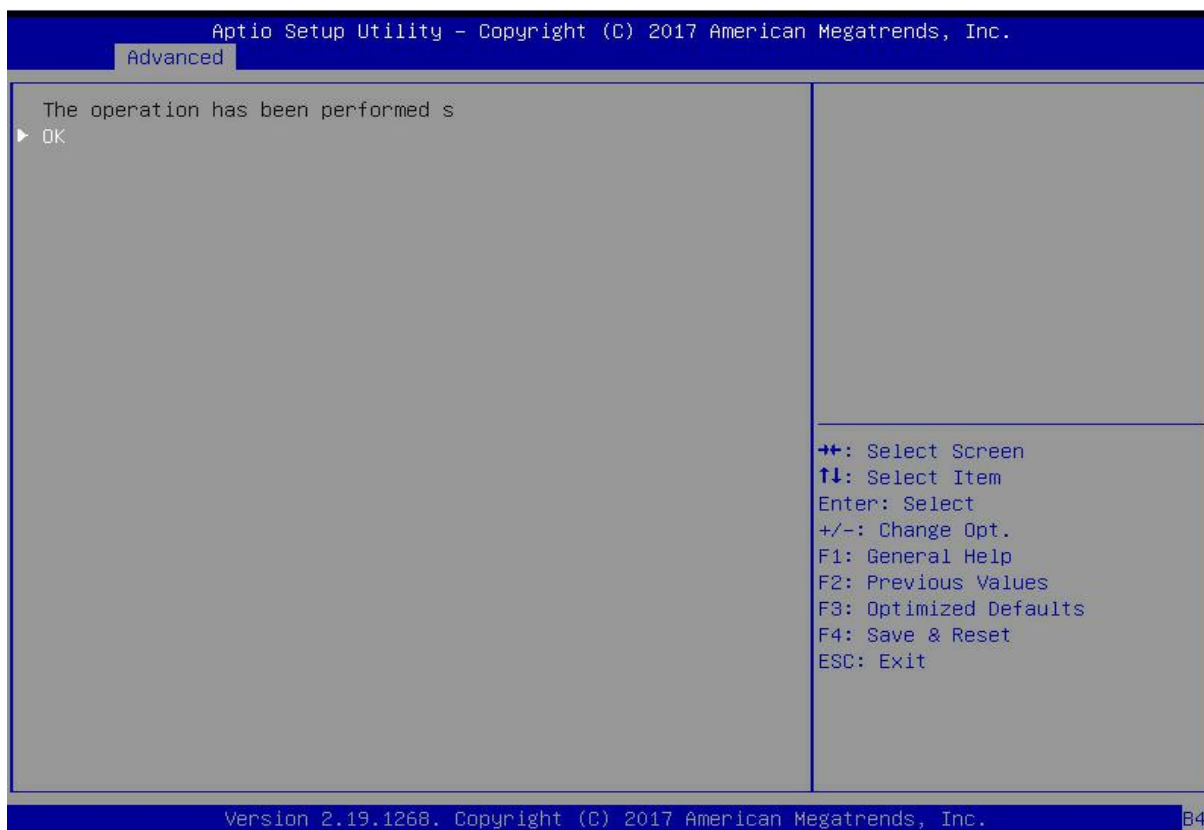 Aptio Setup Utility – Copyright (C) 2017 American Megatrends, Inc.
Advanced
The operation has been performed s
► OK
→←: Select Screen
↑↓: Select Item
Enter: Select
+/-: Change Opt.
F1: General Help
F2: Previous Values
F3: Optimized Defaults
F4: Save & Reset
ESC: Exit
Version 2.19.1268. Copyright (C) 2017 American Megatrends, Inc.
B4